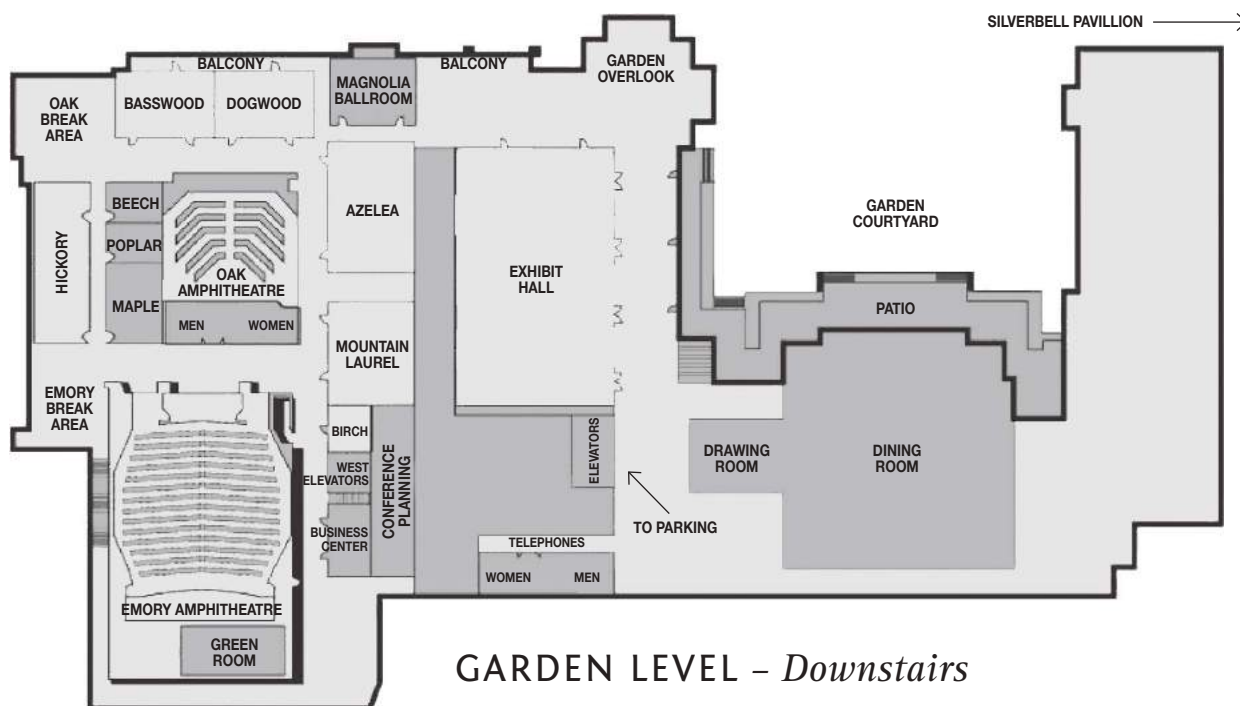 SILVERBELL PAVILLION
BALCONY
BALCONY
GARDEN
OVERLOOK
OAK
BREAK
AREA
BASSWOOD
DOGWOOD
MAGNOLIA
BALLROOM
HICKORY
BEECH
POPLAR
MAPLE
OAK
AMPHITHEATRE
MEN
WOMEN
AZELEA
EXHIBIT
HALL
GARDEN
COURTYARD
PATIO
MOUNTAIN
LAUREL
EMORY
BREAK
AREA
BIRCH
WEST
ELEVATORS
BUSINESS
CENTER
CONFERENCE
PLANNING
ELEVATORS
TO PARKING
DRAWING
ROOM
DINING
ROOM
TELEPHONES
WOMEN
MEN
EMORY AMPHITHEATRE
GREEN
ROOM
GARDEN LEVEL – Downstairs